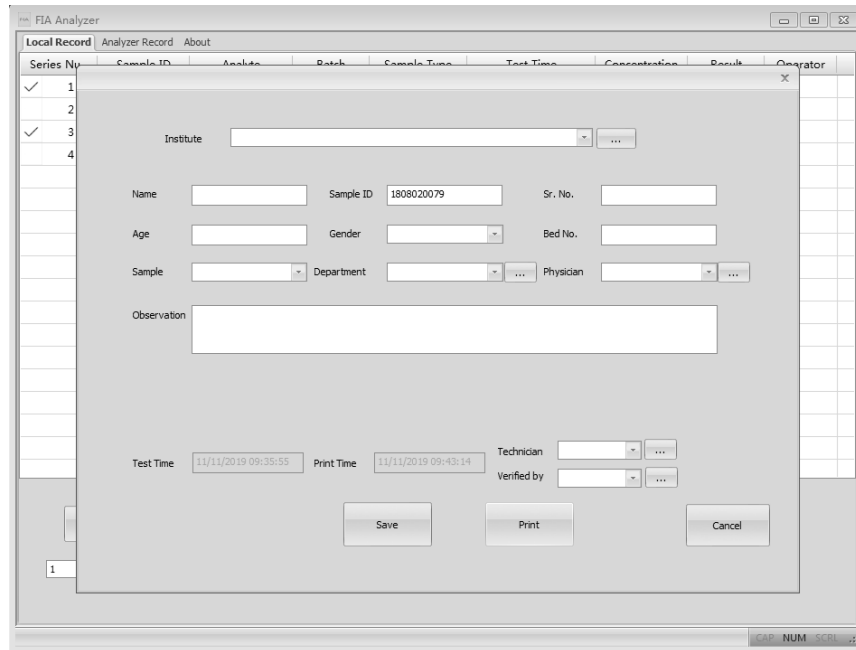 FIA Analyzer
Local Record Analyzer Record About
Series Nu Sample ID Analyte Batch Sample Type Test Time Concentration Result Operator
1
2
3
4
Institute ...
Name Sample ID 1808020079 Sr. No.
Age Gender Bed No.
Sample Department ... Physician ...
Observation
Technician ...
Test Time 11/11/2019 09:35:55 Print Time 11/11/2019 09:43:14
Verified by ...
Save Print Cancel
1
CAP NUM SCRL